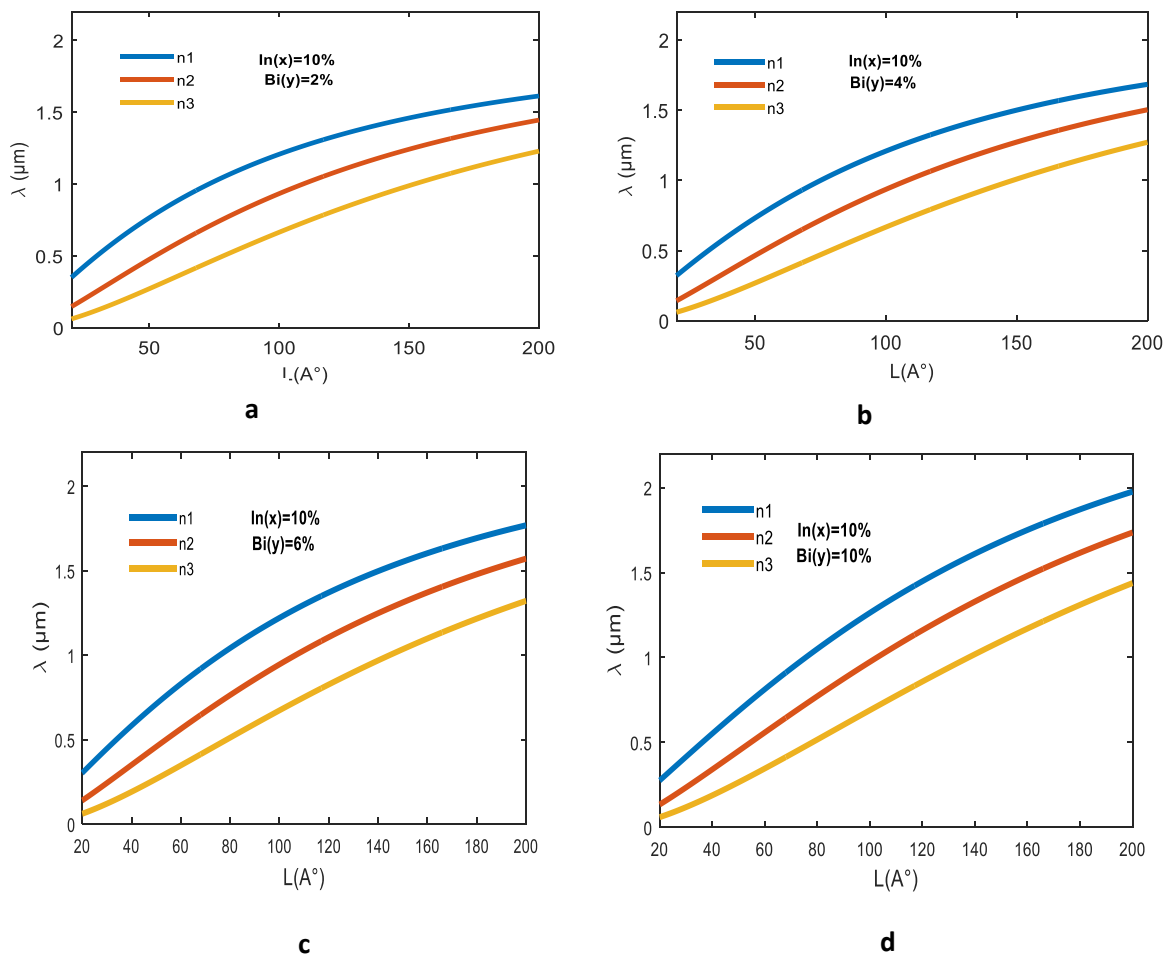 2
1.5
1
0.5
0
λ (µm)
n1
n2
n3
In(x)=10%
Bi(y)=2%
50
100
150
200
L(A°)
a
2
1.5
1
0.5
0
λ (µm)
n1
n2
n3
In(x)=10%
Bi(y)=4%
50
100
150
200
L(A°)
b
2
1.5
1
0.5
0
λ (µm)
n1
n2
n3
In(x)=10%
Bi(y)=6%
20
40
60
80
100
120
140
160
180
200
L(A°)
c
2
1.5
1
0.5
0
λ (µm)
n1
n2
n3
In(x)=10%
Bi(y)=10%
20
40
60
80
100
120
140
160
180
200
L(A°)
d